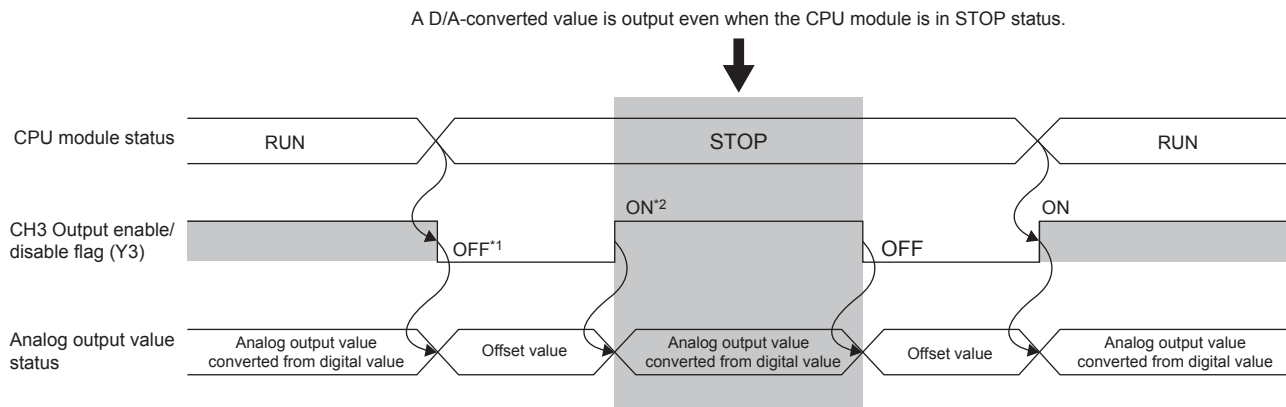 A D/A-converted value is output even when the CPU module is in STOP status.
CPU module status
RUN
STOP
RUN
CH3 Output enable/
disable flag (Y3)
OFF*1
ON*2
OFF
ON
Analog output value
status
Analog output value
converted from digital value
Offset value
Analog output value
converted from digital value
Offset value
Analog output value
converted from digital value